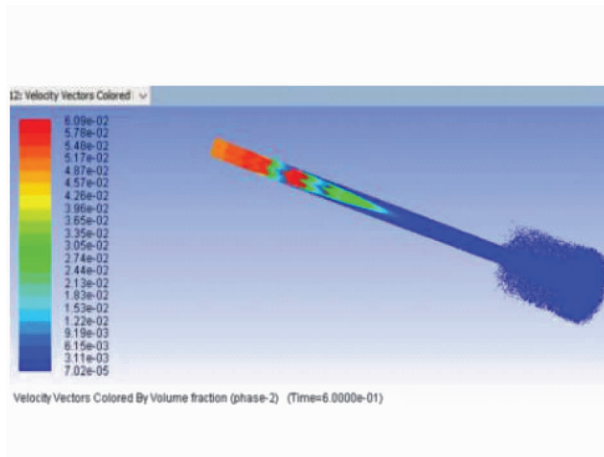 12: Velocity Vectors Colored
6.09e-02
5.78e-02
5.48e-02
5.17e-02
4.87e-02
4.57e-02
4.26e-02
3.96e-02
3.65e-02
3.35e-02
3.05e-02
2.74e-02
2.44e-02
2.13e-02
1.83e-02
1.53e-02
1.22e-02
9.19e-03
6.15e-03
3.11e-03
7.02e-05
Velocity Vectors Colored By Volume fraction (phase-2) (Time=6.0000e-01)